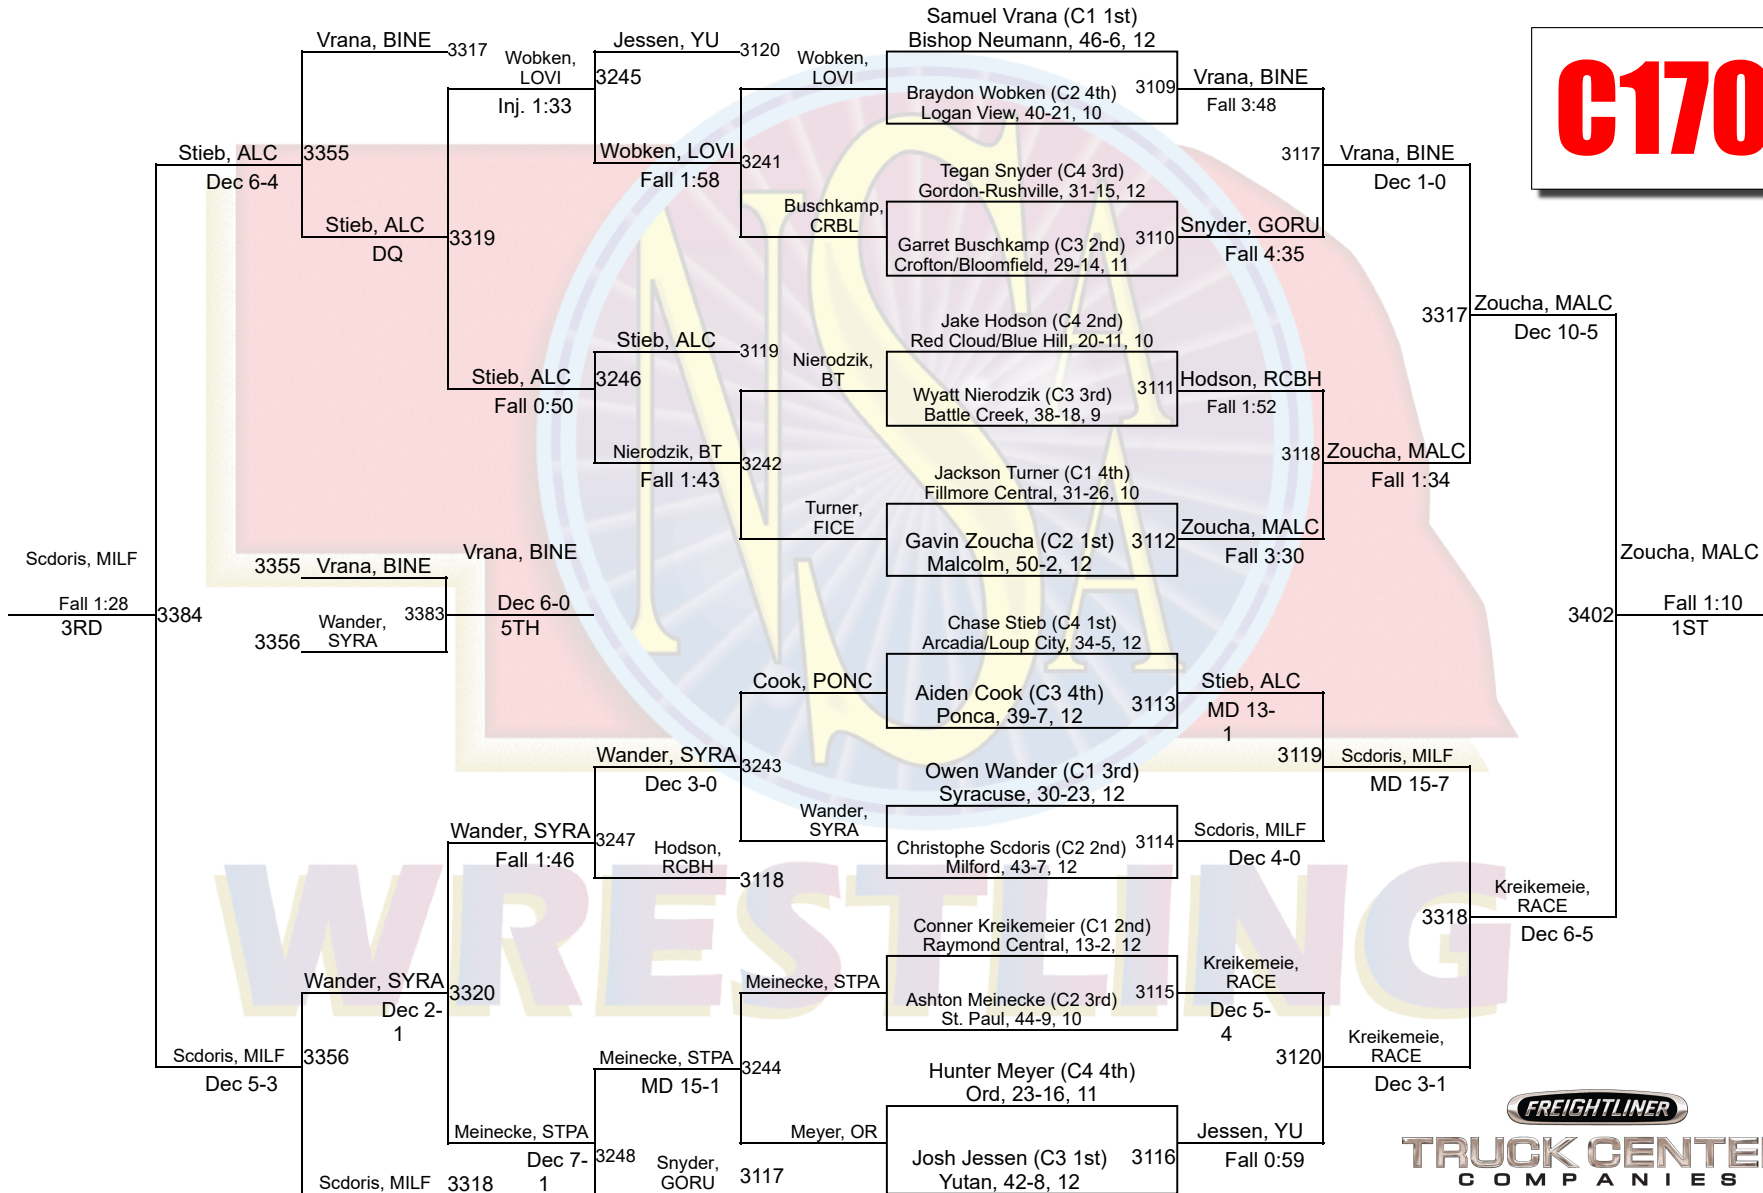 C170
Samuel Vrana (C1 1st)
Bishop Neumann, 46-6, 12
Braydon Wobken (C2 4th)
Logan View, 40-21, 10
3109
Tegan Snyder (C4 3rd)
Gordon-Rushville, 31-15, 12
Garret Buschkamp (C3 2nd)
Crofton/Bloomfield, 29-14, 11
3110
Jake Hodson (C4 2nd)
Red Cloud/Blue Hill, 20-11, 10
Wyatt Nierodzik (C3 3rd)
Battle Creek, 38-18, 9
3111
Jackson Turner (C1 4th)
Fillmore Central, 31-26, 10
Gavin Zoucha (C2 1st)
Malcolm, 50-2, 12
3112
Chase Stieb (C4 1st)
Arcadia/Loup City, 34-5, 12
Aiden Cook (C3 4th)
Ponca, 39-7, 12
3113
Owen Wander (C1 3rd)
Syracuse, 30-23, 12
Christophe Scdoris (C2 2nd)
Milford, 43-7, 12
3114
Conner Kreikemeier (C1 2nd)
Raymond Central, 13-2, 12
Ashton Meinecke (C2 3rd)
St. Paul, 44-9, 10
3115
Hunter Meyer (C4 4th)
Ord, 23-16, 11
Josh Jessen (C3 1st)
Yutan, 42-8, 12
3116
Vrana, BINE
Fall 3:48
Snyder, GORU
Fall 4:35
Hodson, RCBH
Fall 1:52
Zoucha, MALC
Fall 3:30
Stieb, ALC
MD 13-
1
Scdoris, MILF
Dec 4-0
Kreikemeie,
RACE
Dec 5-
4
Jessen, YU
Fall 0:59
3117
Vrana, BINE
Dec 1-0
3118
Zoucha, MALC
Fall 1:34
3119
Scdoris, MILF
MD 15-7
3120
Kreikemeie,
RACE
Dec 3-1
3317
Zoucha, MALC
Dec 10-5
3318
Kreikemeie,
RACE
Dec 6-5
3402
Zoucha, MALC
Fall 1:10
1ST
Wobken,
LOVI
Buschkamp,
CRBL
Nierodzik,
BT
Turner,
FICE
Cook, PONC
Wander,
SYRA
Meinecke, STPA
Meyer, OR
Jessen, YU
3120
Wobken, LOVI
3241
Fall 1:58
Stieb, ALC
3119
Nierodzik, BT
3242
Fall 1:43
Wander, SYRA
3243
Dec 3-0
Hodson,
RCBH
3118
Meinecke, STPA
3244
MD 15-1
Snyder,
GORU
3117
Wobken,
LOVI
3245
Inj. 1:33
Stieb, ALC
3246
Fall 0:50
Wander, SYRA
3247
Fall 1:46
Meinecke, STPA
3248
Dec 7-
1
Vrana, BINE
3317
Stieb, ALC
3319
DQ
Wander, SYRA
3320
Dec 2-
1
Scdoris, MILF
3318
Stieb, ALC
3355
Dec 6-4
Scdoris, MILF
3356
Dec 5-3
3355
Vrana, BINE
3356
Wander,
SYRA
3383
Vrana, BINE
Dec 6-0
5TH
Scdoris, MILF
Fall 1:28
3RD
3384
NSAA
WRESTLING
FREIGHTLINER
TRUCK CENTE
COMPANIES